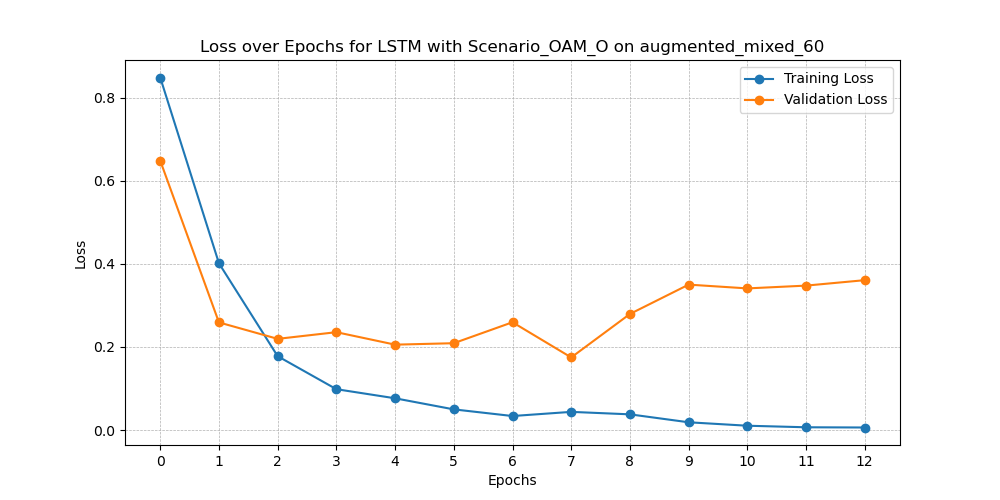 Loss over Epochs for LSTM with Scenario_OAM_O on augmented_mixed_60
Training Loss
Validation Loss
0.8
0.6
0.4
0.2
0.0
Loss
0 1 2 3 4 5 6 7 8 9 10 11 12
Epochs